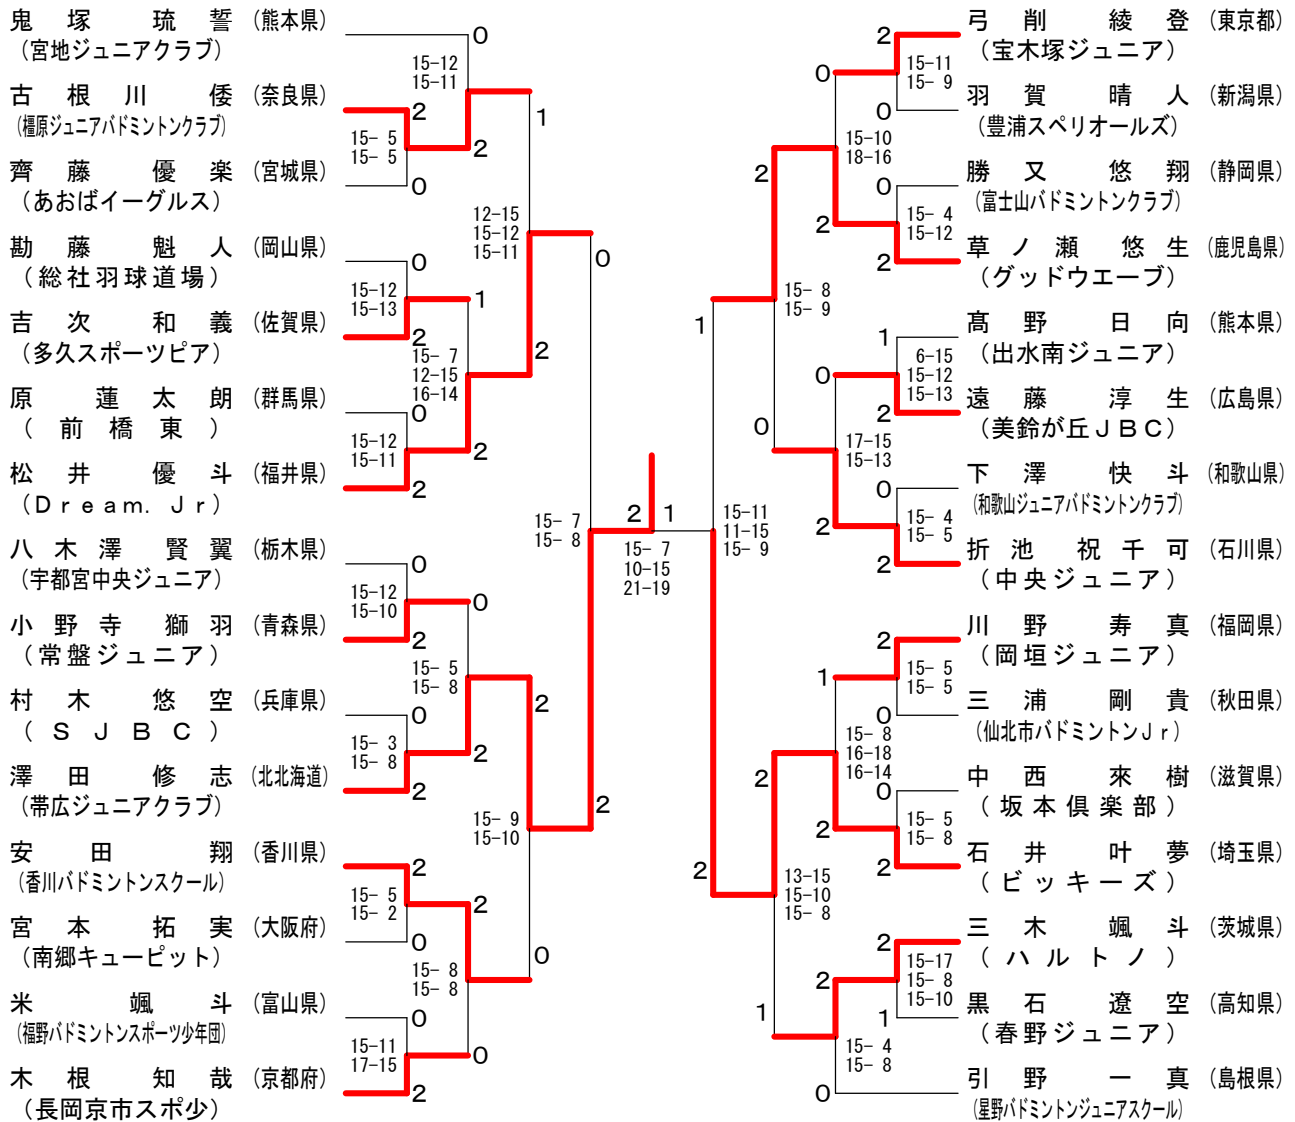 鬼塚 琉誓 (熊本県)
(宮地ジュニアクラブ)
古根川 倭 (奈良県)
(橿原ジュニアバドミントンクラブ)
齊藤 優楽 (宮城県)
(あおばイーグルス)
勘藤 魁人 (岡山県)
(総社羽球道場)
吉次 和義 (佐賀県)
(多久スポーツピア)
原 蓮太朗 (群馬県)
(前橋東)
松井 優斗 (福井県)
(Dream. Jr)
八木澤 賢翼 (栃木県)
(宇都宮中央ジュニア)
小野寺 獅羽 (青森県)
(常盤ジュニア)
村木 悠空 (兵庫県)
(SJBC)
澤田 修志 (北北海道)
(帯広ジュニアクラブ)
安田 翔 (香川県)
(香川バドミントンスクール)
宮本 拓実 (大阪府)
(南郷キューピット)
米 颯斗 (富山県)
(福野バドミントンスポーツ少年団)
木根 知哉 (京都府)
(長岡京市スポ少)
0
15-12
15-11
2
2
15- 5
15- 5
0
1
12-15
15-12
15-11
0
15-12
15-13
2
1
15- 7
12-15
16-14
2
0
15-12
15-11
2
2
0
15- 7
15- 8
0
15-12
15-10
2
0
15- 5
15- 8
2
0
15- 3
15- 8
2
2
15- 9
15-10
0
2
2
15- 5
15- 2
0
2
15- 8
15- 8
0
0
15-11
17-15
2
2 1
15- 7
10-15
21-19
1
15-11
11-15
15- 9
2
2
15- 8
15- 9
0
0
15-10
18-16
2
2
15-11
15- 9
0
0
15- 4
15-12
2
0
17-15
15-13
2
1
6-15
15-12
15-13
2
0
15- 4
15- 5
2
2
13-15
15-10
15- 8
1
1
15- 8
16-18
16-14
2
2
15- 5
15- 5
0
0
15- 5
15- 8
2
2
15- 4
15- 8
0
2
15-17
15- 8
15-10
1
弓削 綾登 (東京都)
(宝木塚ジュニア)
羽賀 晴人 (新潟県)
(豊浦スペリオールズ)
勝又 悠翔 (静岡県)
(富士山バドミントンクラブ)
草ノ瀬 悠生 (鹿児島県)
(グッドウエーブ)
髙野 日向 (熊本県)
(出水南ジュニア)
遠藤 淳生 (広島県)
(美鈴が丘JBC)
下澤 快斗 (和歌山県)
(和歌山ジュニアバドミントンクラブ)
折池 祝千可 (石川県)
(中央ジュニア)
川野 寿真 (福岡県)
(岡垣ジュニア)
三浦 剛貴 (秋田県)
(仙北市バドミントンJr)
中西 來樹 (滋賀県)
(坂本倶楽部)
石井 叶夢 (埼玉県)
(ビッキーズ)
三木 颯斗 (茨城県)
(ハルトノ)
黒石 遼空 (高知県)
(春野ジュニア)
引野 一真 (島根県)
(星野バドミントンジュニアスクール)